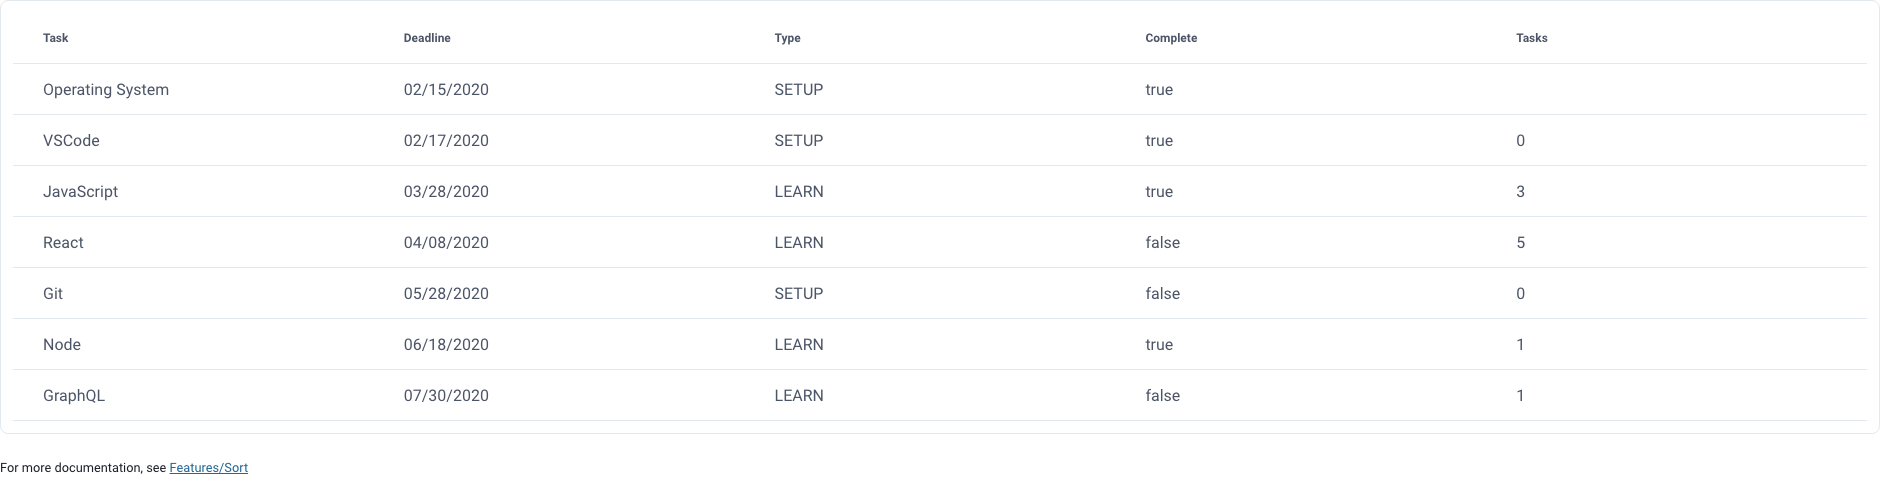 Task Deadline Type Complete Tasks
Operating System 02/15/2020 SETUP true
VSCode 02/17/2020 SETUP true 0
JavaScript 03/28/2020 LEARN true 3
React 04/08/2020 LEARN false 5
Git 05/28/2020 SETUP false 0
Node 06/18/2020 LEARN true 1
GraphQL 07/30/2020 LEARN false 1
For more documentation, see Features/Sort